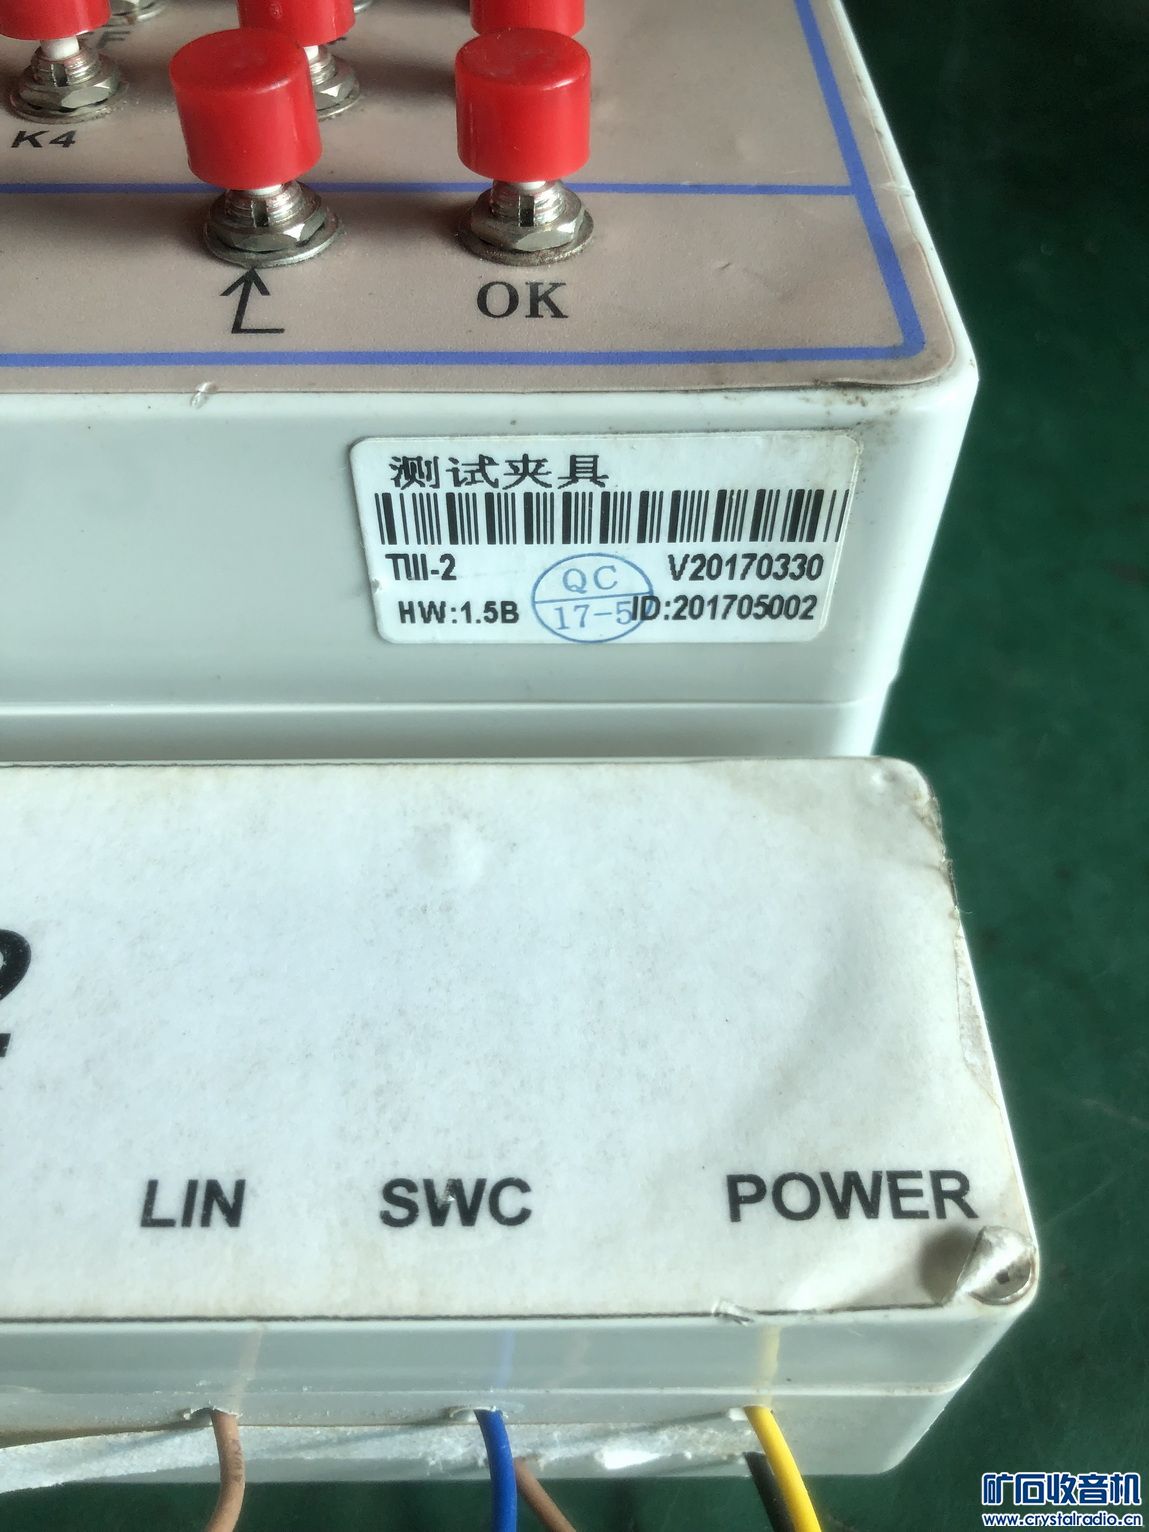 K4
OK
测试夹具
TIII-2 V20170330
QC
HW:1.5B 17-5 ID:201705002
2
LIN SWC POWER
矿石收音机
www.crystalradio.cn